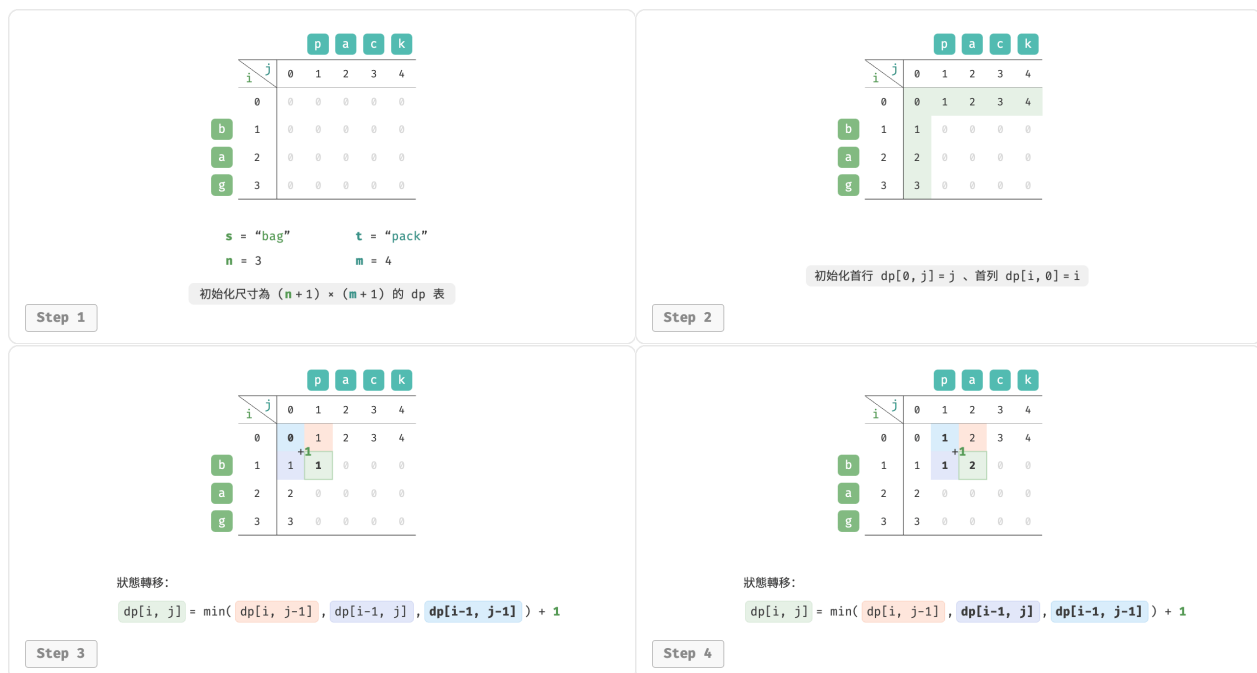 p a c k
j
i
0 1 2 3 4
0 0 0 0 0 0
b 1 0 0 0 0 0
a 2 0 0 0 0 0
g 3 0 0 0 0 0
s = “bag” t = “pack”
n = 3 m = 4
初始化尺寸為 (n+1) × (m+1) 的 dp 表
Step 1
p a c k
j
i
0 1 2 3 4
0 0 1 2 3 4
b 1 1 0 0 0 0
a 2 2 0 0 0 0
g 3 3 0 0 0 0
初始化首行 dp[0, j] = j 、首列 dp[i, 0] = i
Step 2
p a c k
j
i
0 1 2 3 4
0 0 1 2 3 4
+1
b 1 1 1 0 0 0
a 2 2 0 0 0 0
g 3 3 0 0 0 0
狀態轉移:
dp[i, j] = min( dp[i, j-1] , dp[i-1, j] , dp[i-1, j-1] ) + 1
Step 3
p a c k
j
i
0 1 2 3 4
0 0 1 2 3 4
+1
b 1 1 1 2 0 0
a 2 2 0 0 0 0
g 3 3 0 0 0 0
狀態轉移:
dp[i, j] = min( dp[i, j-1] , dp[i-1, j] , dp[i-1, j-1] ) + 1
Step 4